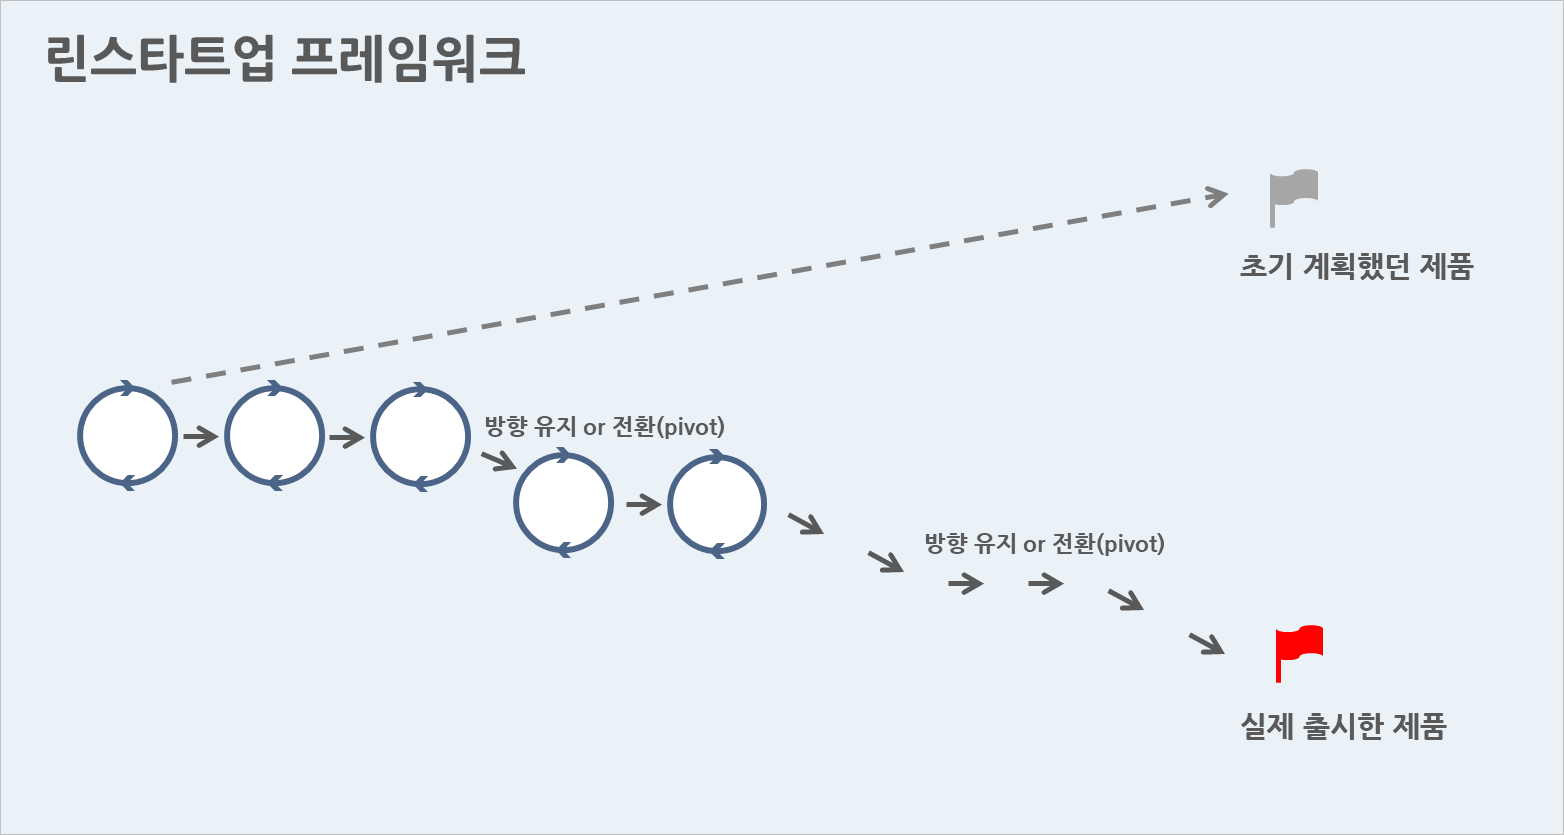 린스타트업 프레임워크
초기 계획했던 제품
방향 유지 or 전환(pivot)
방향 유지 or 전환(pivot)
실제 출시한 제품